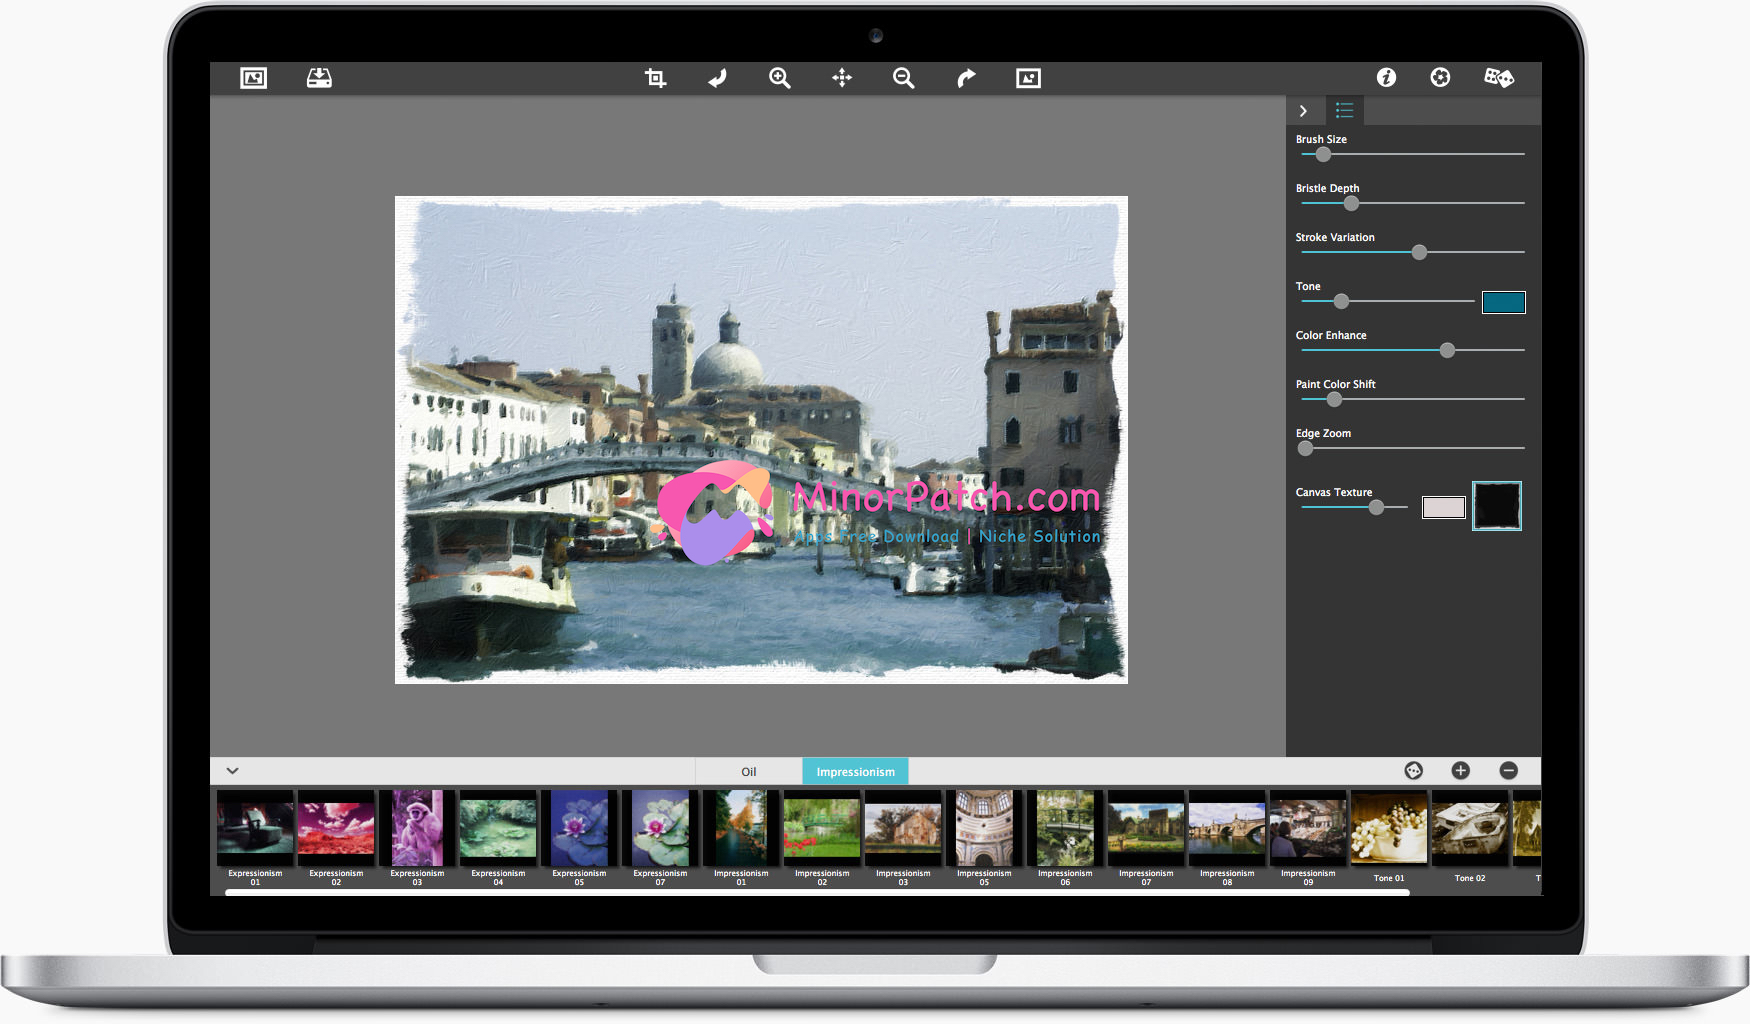 Brush Size
Bristle Depth
Stroke Variation
Tone
Color Enhance
Paint Color Shift
Edge Zoom
Canvas Texture
MinorPatch.com
Apps Free Download | Niche Solution
Oil
Impressionism
Expressionism
01
Expressionism
02
Expressionism
03
Expressionism
04
Expressionism
05
Expressionism
07
Impressionism
01
Impressionism
02
Impressionism
03
Impressionism
05
Impressionism
06
Impressionism
07
Impressionism
08
Impressionism
09
Tone 01
Tone 02
T